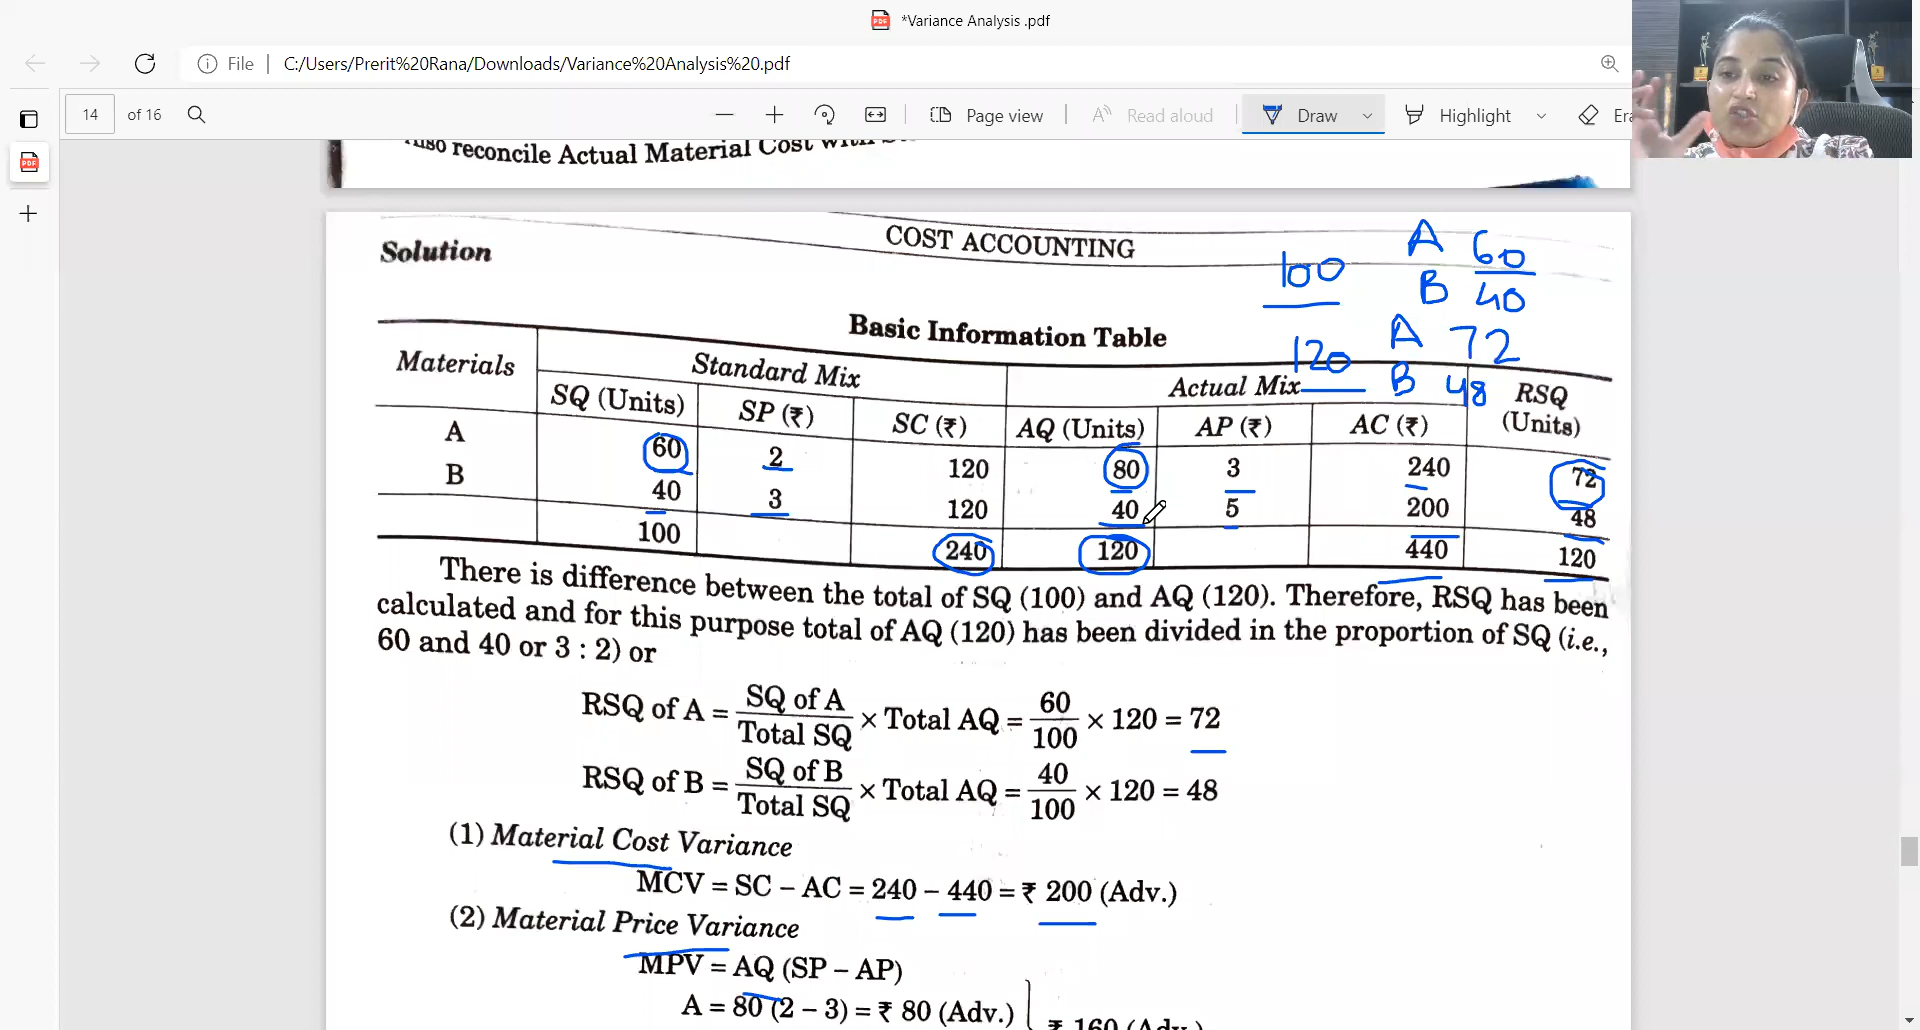 *Variance Analysis .pdf
File | C:/Users/Prerit%20Rana/Downloads/Variance%20Analysis%20.pdf
14 of 16 Page view Read aloud Draw Highlight
reconcile Actual Material Cost
COST ACCOUNTING
Solution
100 A 60
B 40
120 A 72
B 48
Basic Information Table
Materials Standard Mix Actual Mix RSQ (Units)
SQ (Units) SP (₹) SC (₹) AQ (Units) AP (₹) AC (₹)
A 60 2 120 80 3 240 72
B 40 3 120 40 5 200 48
100 240 120 440 120
There is difference between the total of SQ (100) and AQ (120). Therefore, RSQ has been
calculated and for this purpose total of AQ (120) has been divided in the proportion of SQ (i.e.,
60 and 40 or 3 : 2) or
RSQ of A = SQ of A / Total SQ × Total AQ = 60 / 100 × 120 = 72
RSQ of B = SQ of B / Total SQ × Total AQ = 40 / 100 × 120 = 48
(1) Material Cost Variance
MCV = SC – AC = 240 – 440 = ₹ 200 (Adv.)
(2) Material Price Variance
MPV = AQ (SP – AP)
A = 80 (2 – 3) = ₹ 80 (Adv.)
₹ 160 (Adv.)